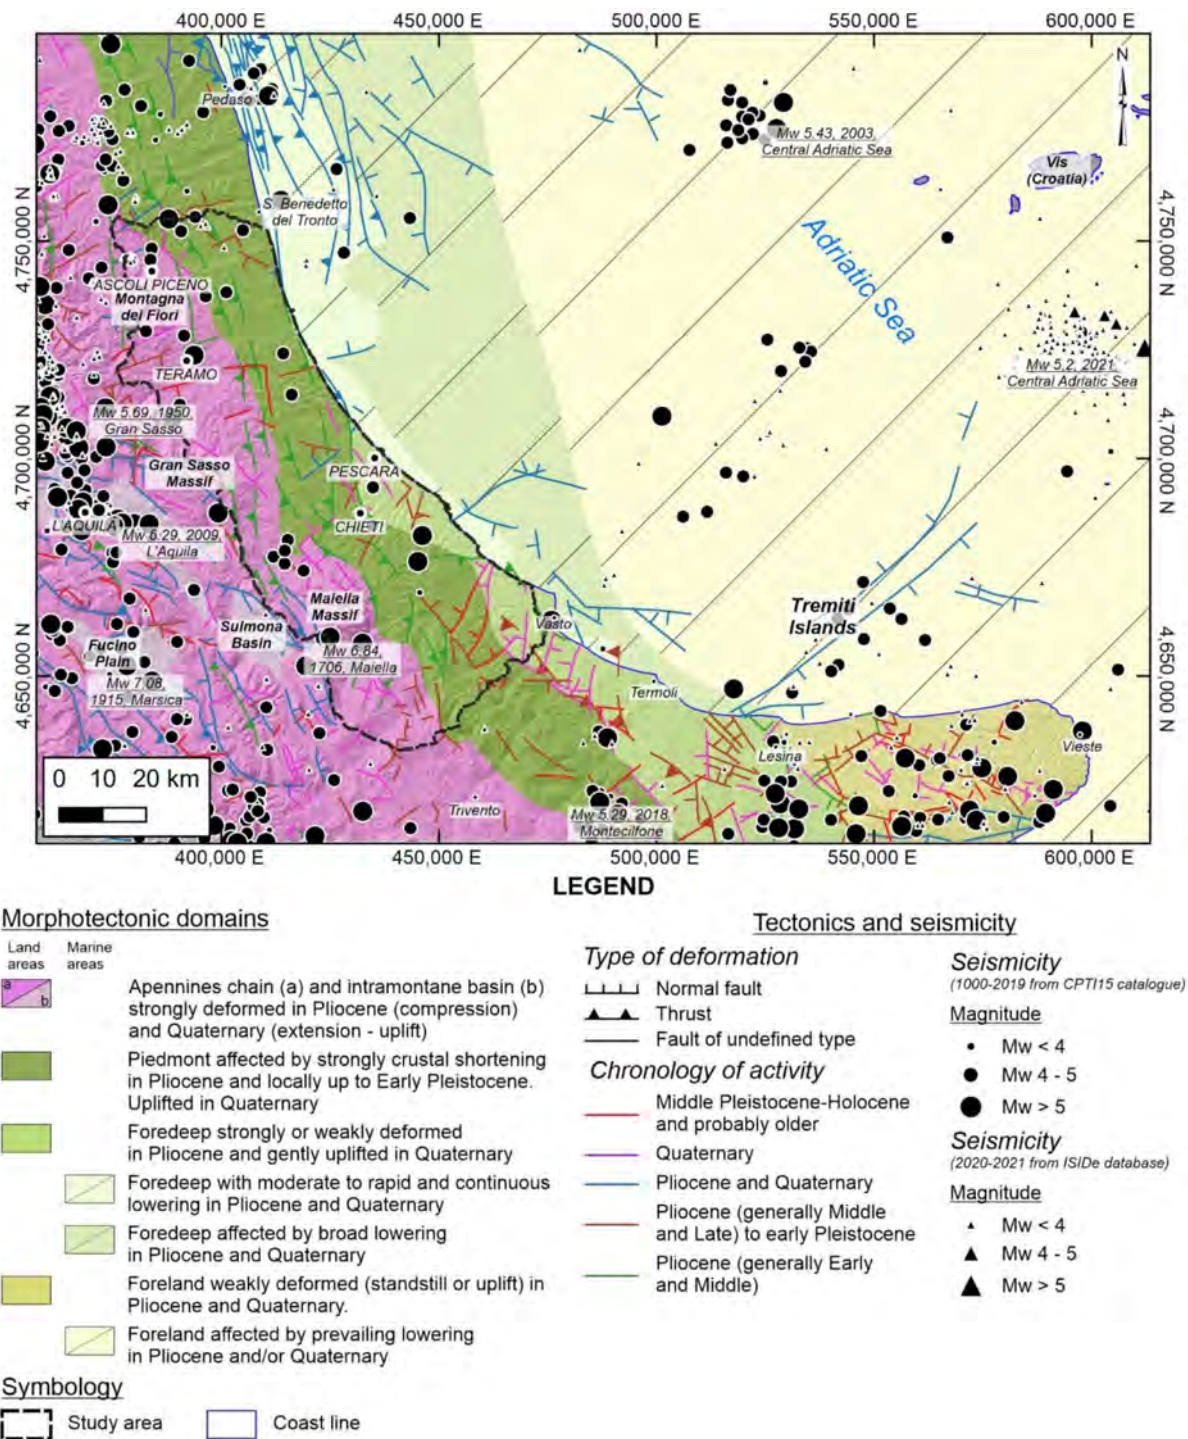 400,000 E 450,000 E 500,000 E 550,000 E 600,000 E
N
Pedaso
Mw 5.43, 2003,
Central Adriatic Sea
Vis
(Croatia)
S. Benedetto
del Tronto
4,750,000 N
4,750,000 N
Adriatic Sea
ASCOLI PICENO
Montagna
dei Fiori
TERAMO
Mw 5.2, 2021,
Central Adriatic Sea
Mw 5.69, 1950,
Gran Sasso
4,700,000 N
4,700,000 N
Gran Sasso
Massif
PESCARA
L'AQUILA
CHIETI
Mw 6.29, 2009,
L'Aquila
Maiella
Massif
Tremiti
Islands
Sulmona
Basin
Vasto
Fucino
Plain
Mw 6.84,
1706, Maiella
4,650,000 N
4,650,000 N
Mw 7.08,
1915, Marsica
Termoli
Vieste
Lesina
0 10 20 km
Trivento
Mw 5.29, 2018,
Montecilfone
400,000 E 450,000 E 500,000 E 550,000 E 600,000 E
LEGEND
Morphotectonic domains
Land
areas
Marine
areas
a
b
Apennines chain (a) and intramontane basin (b)
strongly deformed in Pliocene (compression)
and Quaternary (extension - uplift)
Piedmont affected by strongly crustal shortening
in Pliocene and locally up to Early Pleistocene.
Uplifted in Quaternary
Foredeep strongly or weakly deformed
in Pliocene and gently uplifted in Quaternary
Foredeep with moderate to rapid and continuous
lowering in Pliocene and Quaternary
Foredeep affected by broad lowering
in Pliocene and Quaternary
Foreland weakly deformed (standstill or uplift) in
Pliocene and Quaternary.
Foreland affected by prevailing lowering
in Pliocene and/or Quaternary
Symbology
Study area
Coast line
Tectonics and seismicity
Type of deformation
Normal fault
Thrust
Fault of undefined type
Chronology of activity
Middle Pleistocene-Holocene
and probably older
Quaternary
Pliocene and Quaternary
Pliocene (generally Middle
and Late) to early Pleistocene
Pliocene (generally Early
and Middle)
Seismicity
(1000-2019 from CPTI15 catalogue)
Magnitude
Mw < 4
Mw 4 - 5
Mw > 5
Seismicity
(2020-2021 from ISIDe database)
Magnitude
Mw < 4
Mw 4 - 5
Mw > 5